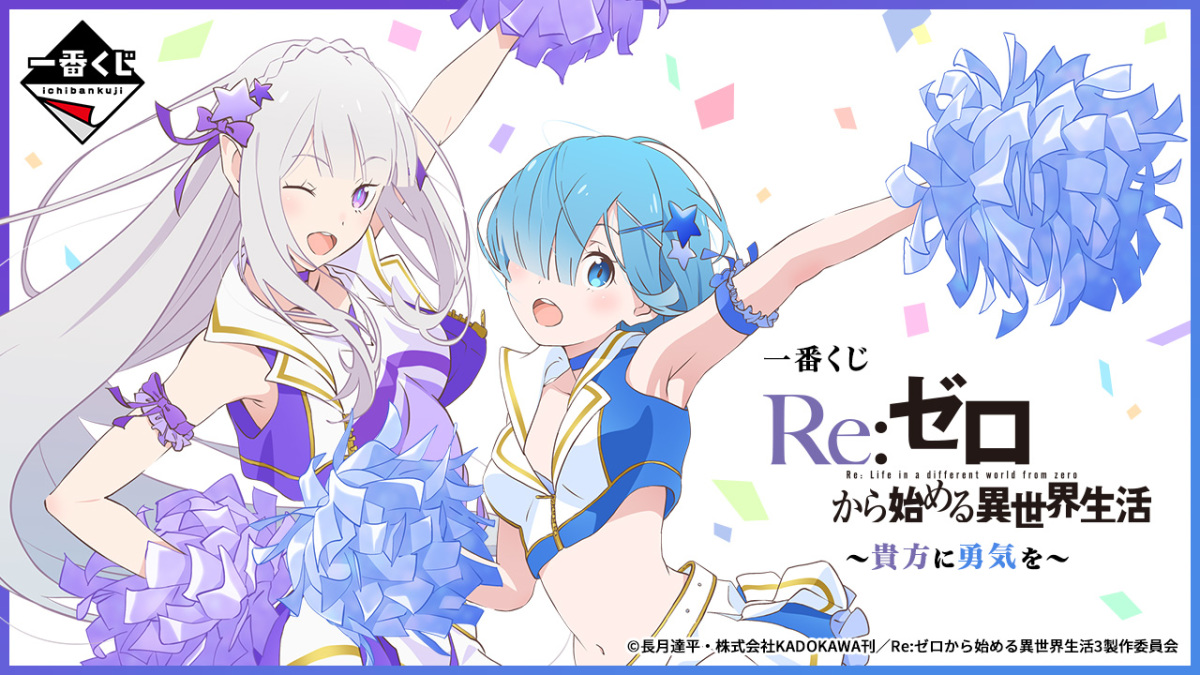 一番くじ
ichibankuji
一番くじ
Re:ゼロ
Re: Life in a different world from zero
から始める異世界生活
～貴方に勇気を～
©長月達平・株式会社KADOKAWA刊／Re:ゼロから始める異世界生活3製作委員会